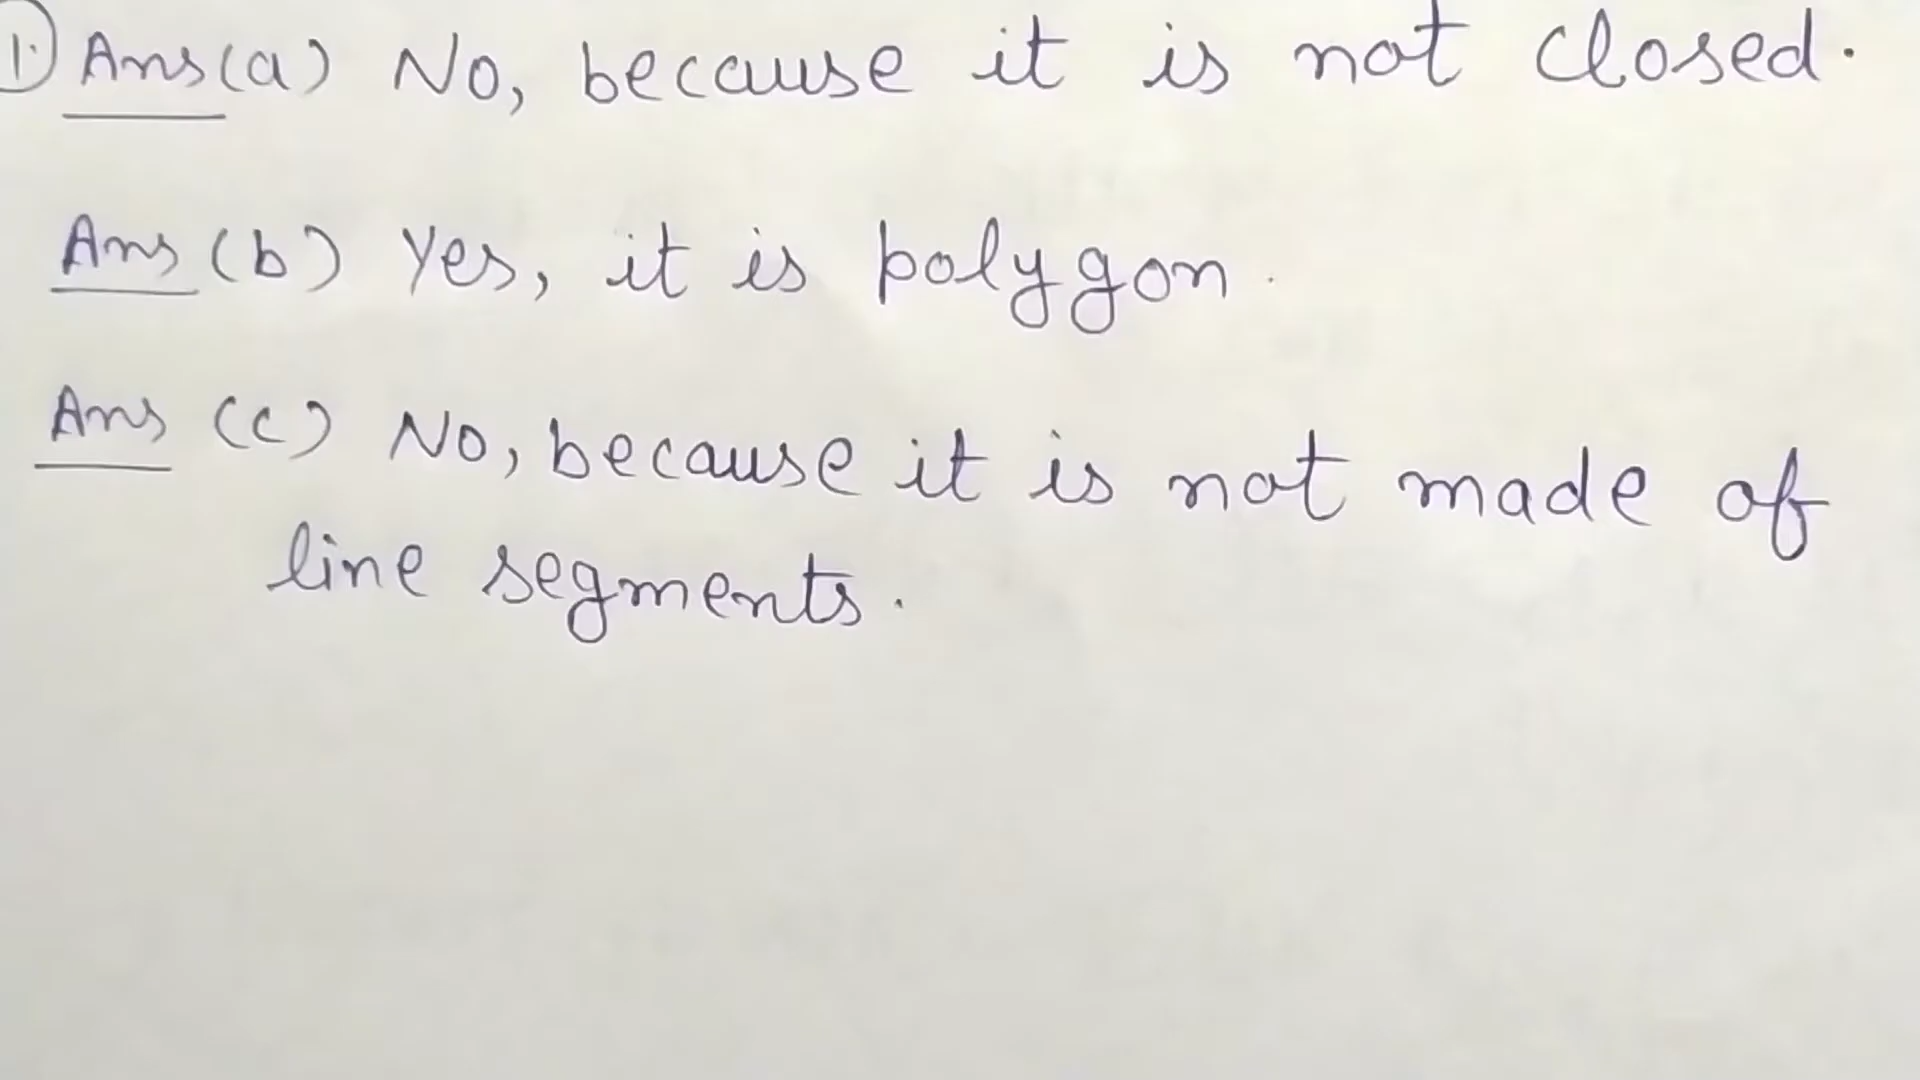 1. Ans (a) No, because it is not closed.
Ans (b) Yes, it is polygon.
Ans (c) No, because it is not made of
line segments.